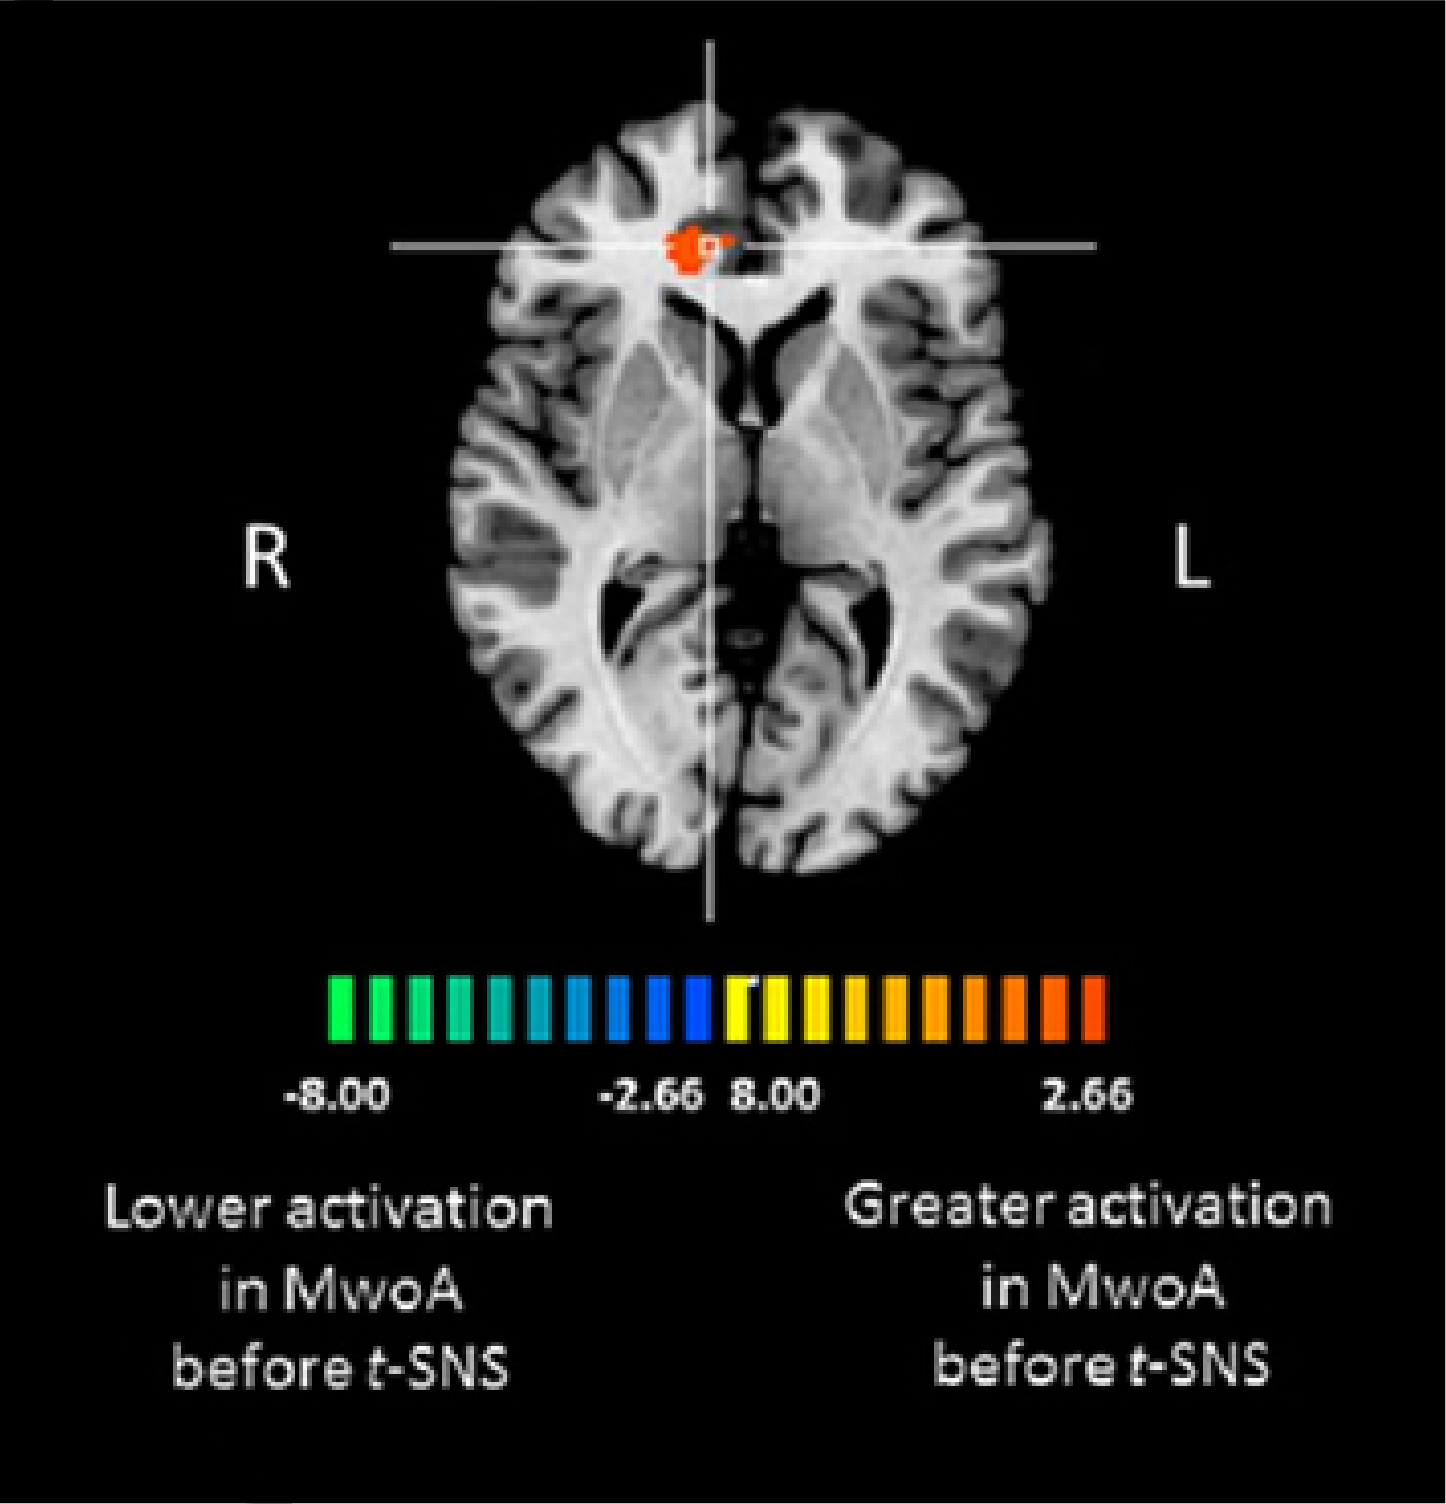 R
L
-8.00 -2.66 8.00 2.66
Lower activation
in MwoA
before t-SNS
Greater activation
in MwoA
before t-SNS